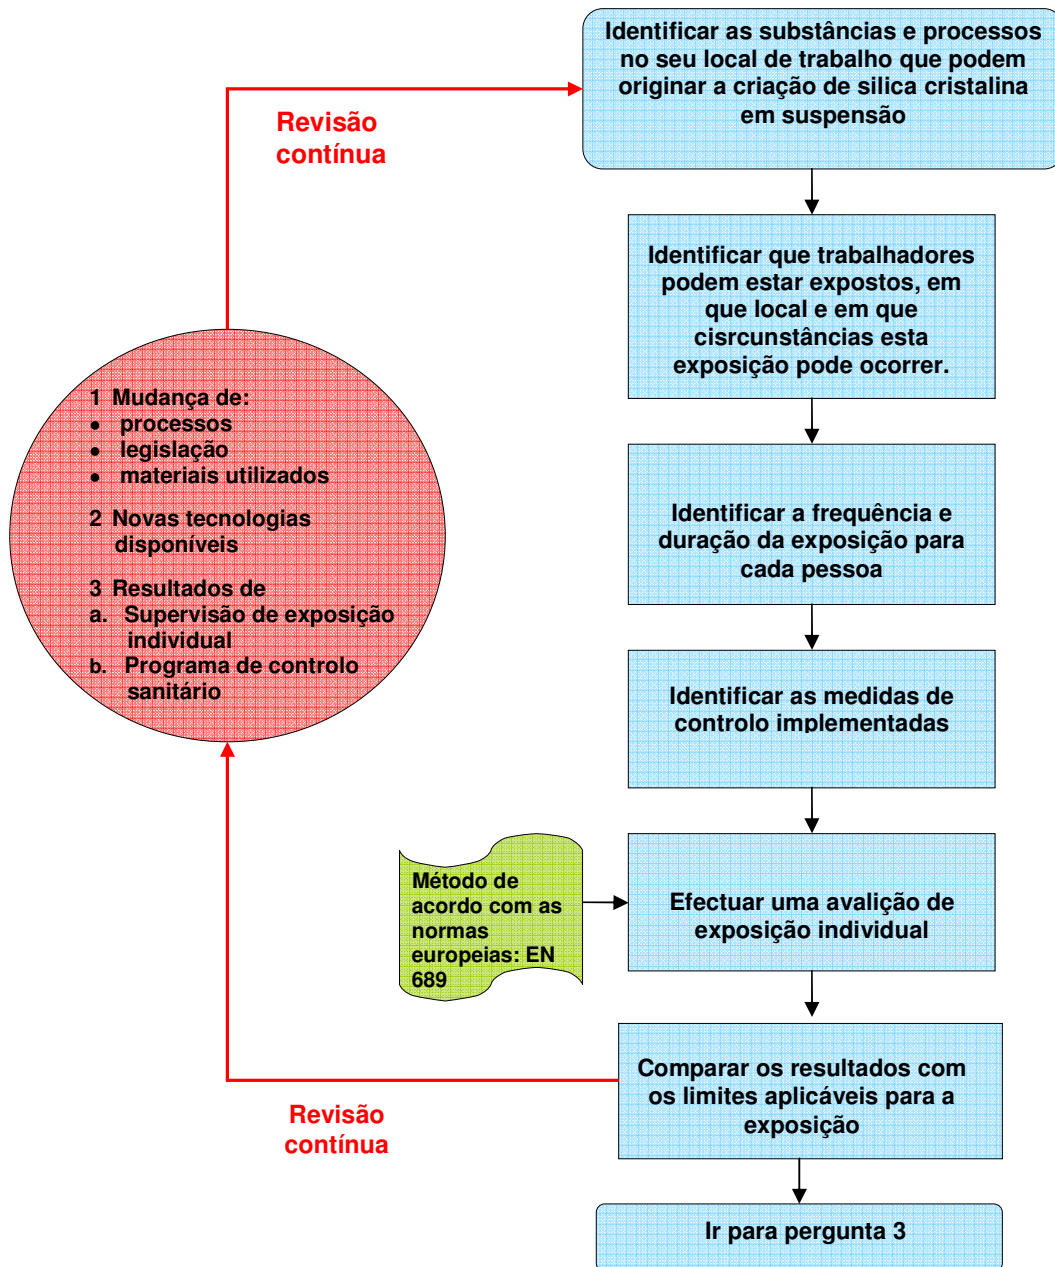 Identificar as substâncias e processos
no seu local de trabalho que podem
originar a criação de silica cristalina
em suspensão
Revisão
contínua
Identificar que trabalhadores
podem estar expostos, em
que local e em que
cisrcunstâncias esta
exposição pode ocorrer.
1 Mudança de:
● processos
● legislação
● materiais utilizados
2 Novas tecnologias
disponíveis
3 Resultados de
a. Supervisão de exposição
individual
b. Programa de controlo
sanitário
Identificar a frequência e
duração da exposição para
cada pessoa
Identificar as medidas de
controlo implementadas
Método de
acordo com as
normas
europeias: EN
689
Efectuar uma avalição de
exposição individual
Comparar os resultados com
os limites aplicáveis para a
exposição
Revisão
contínua
Ir para pergunta 3